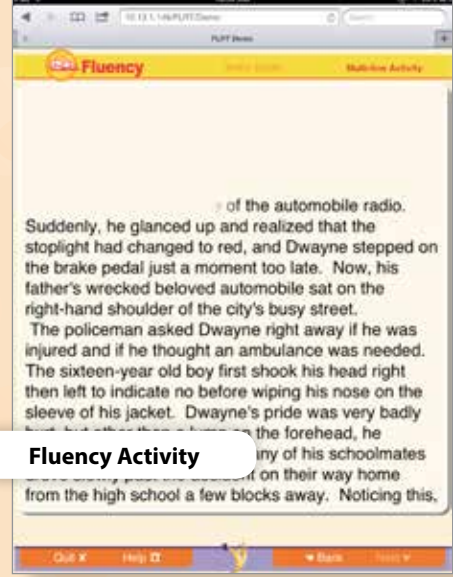 PLFIT Demo
Fluency
Multi-line Activity
of the automobile radio.
Suddenly, he glanced up and realized that the
stoplight had changed to red, and Dwayne stepped on
the brake pedal just a moment too late. Now, his
father's wrecked beloved automobile sat on the
right-hand shoulder of the city's busy street.
The policeman asked Dwayne right away if he was
injured and if he thought an ambulance was needed.
The sixteen-year old boy first shook his head right
then left to indicate no before wiping his nose on the
sleeve of his jacket. Dwayne's pride was very badly
the forehead, he
Fluency Activity
any of his schoolmates
on their way home
from the high school a few blocks away. Noticing this,
Quit X
Help
Back
Next